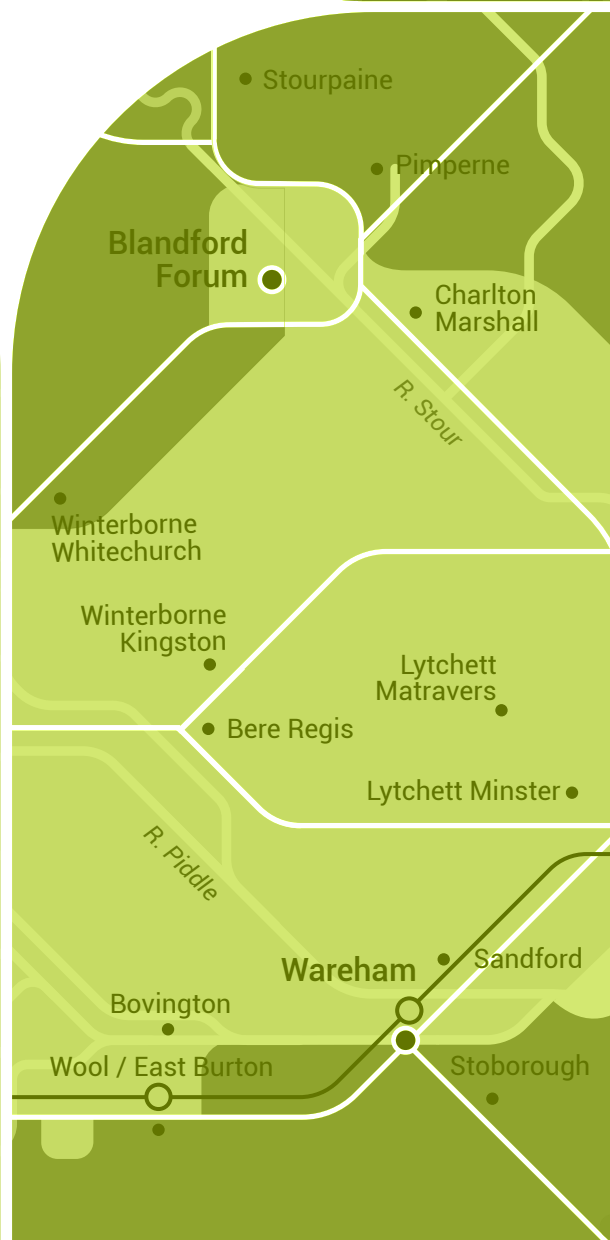 Stourpaine
Pimperne
Blandford
Forum
Charlton
Marshall
R. Stour
Winterborne
Whitechurch
Winterborne
Kingston
Lytchett
Matravers
Bere Regis
Lytchett Minster
R. Piddle
Wareham
Sandford
Bovington
Wool / East Burton
Stoborough